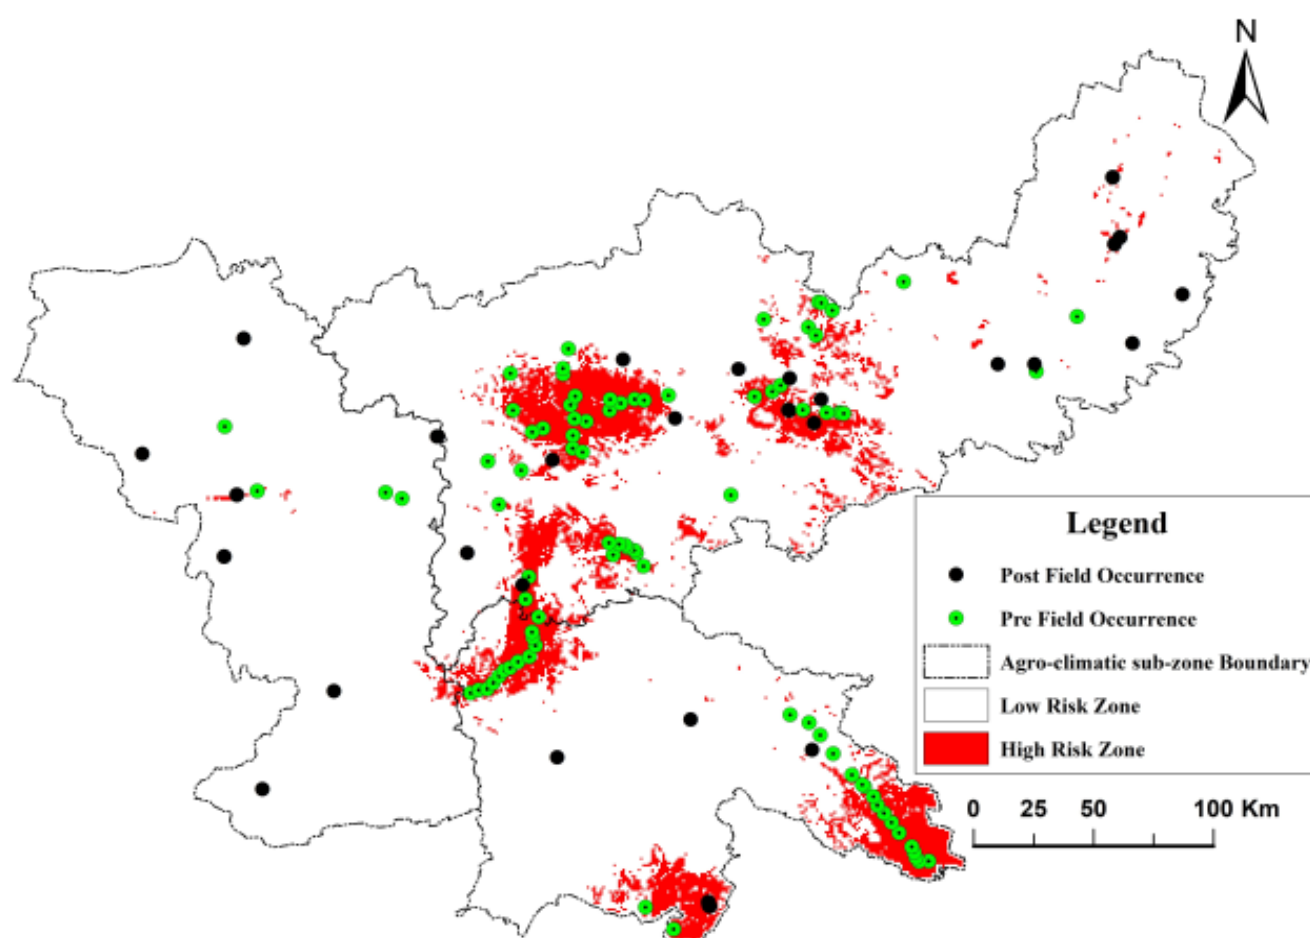 N
Legend
Post Field Occurrence
Pre Field Occurrence
Agro-climatic sub-zone Boundary
Low Risk Zone
High Risk Zone
0 25 50 100 Km